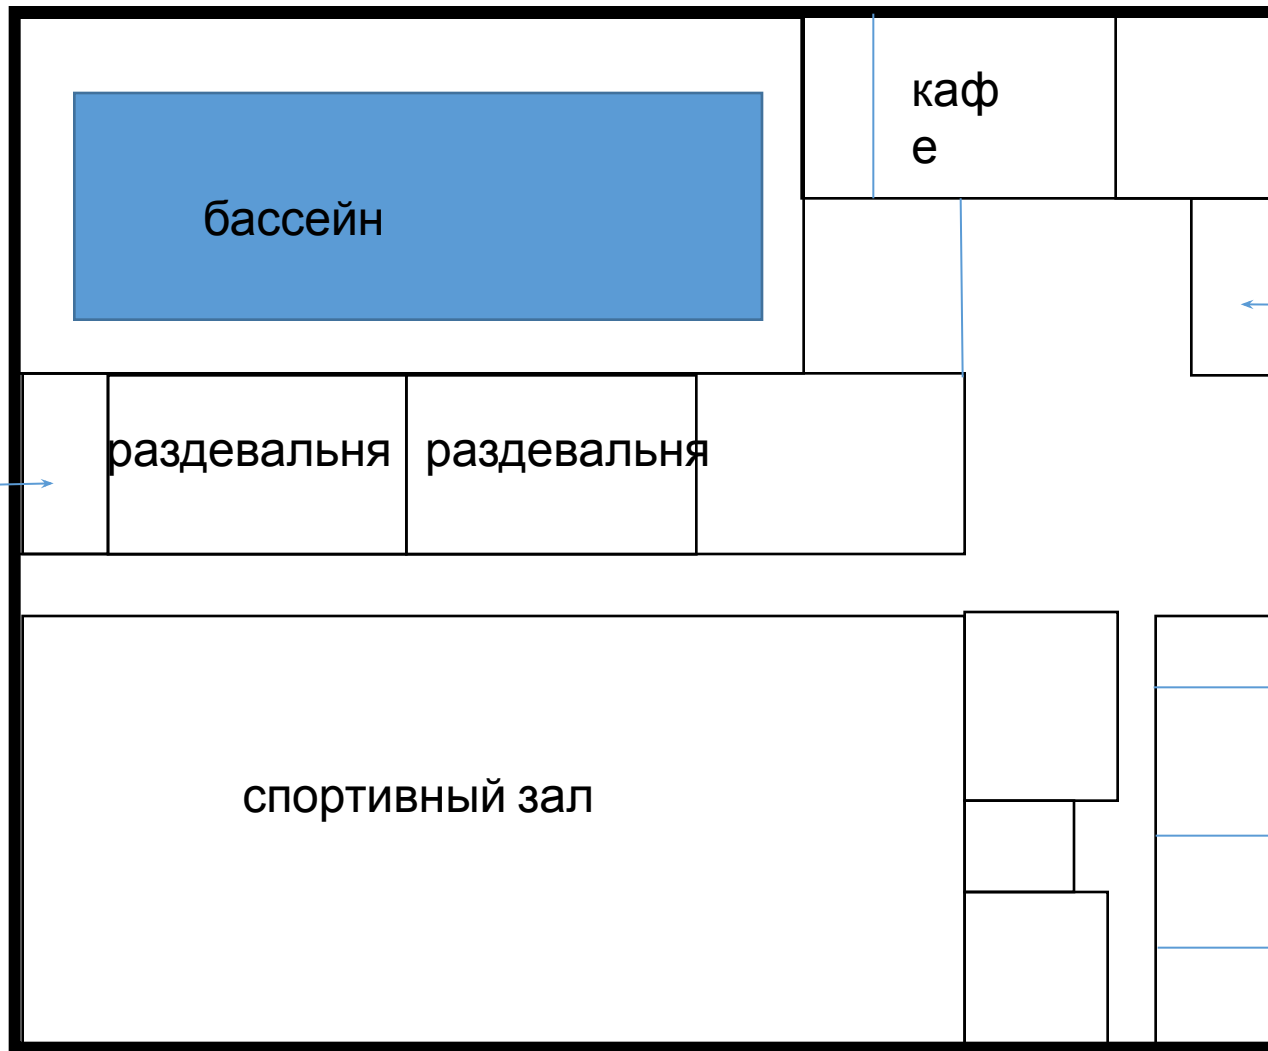 каф
е
бассейн
раздевальня
раздевальня
спортивный зал